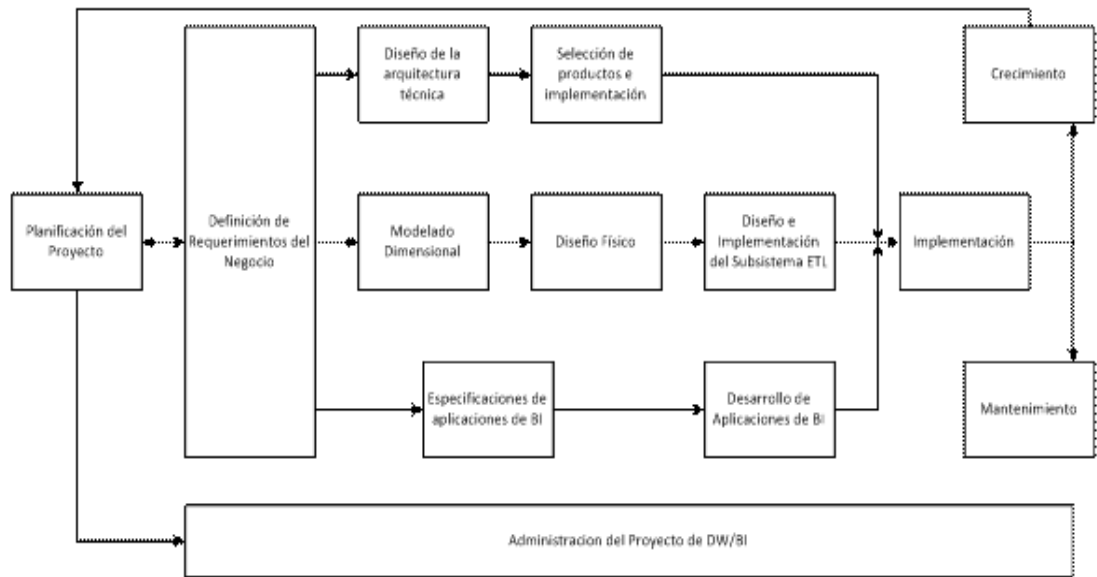 Diseño de la
arquitectura
técnica
Selección de
productos e
implementación
Crecimiento
Planificación del
Proyecto
Definición de
Requerimientos del
Negocio
Modelado
Dimensional
Diseño Físico
Diseño e
Implementación
del Subsistema ETL
Implementación
Especificaciones de
aplicaciones de BI
Desarrollo de
Aplicaciones de BI
Mantenimiento
Administracion del Proyecto de DW/BI